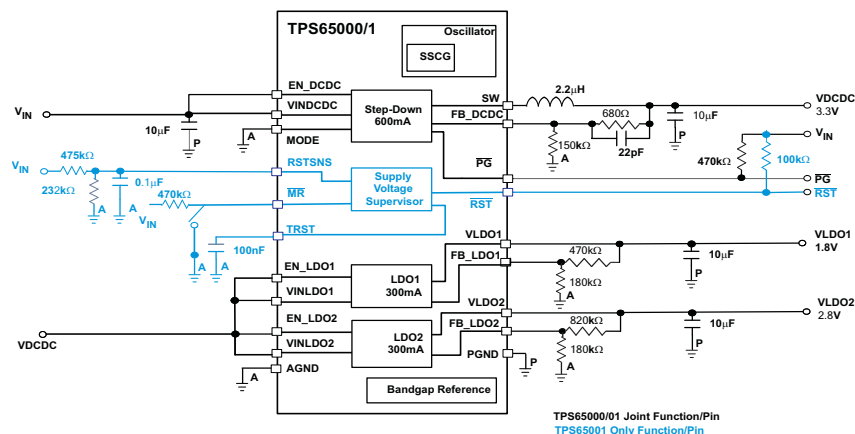 TPS65000/1
Oscillator
SSCG
EN_DCDC
VINDCDC
MODE
Step-Down
600mA
SW
FB_DCDC
PG
2.2μH
680Ω
22pF
150kΩ
A
10μF
P
VDCDC
3.3V
VIN
470kΩ
100kΩ
PG
RST
VIN
10μF
P
A
VIN
475kΩ
232kΩ
A
0.1μF
A
RSTSNS
MR
TRST
470kΩ
VIN
A
100nF
A
Supply
Voltage
Supervisor
RST
EN_LDO1
VINLDO1
LDO1
300mA
VLDO1
FB_LDO1
470kΩ
180kΩ
A
10μF
P
VLDO1
1.8V
EN_LDO2
VINLDO2
LDO2
300mA
VLDO2
FB_LDO2
820kΩ
180kΩ
A
10μF
P
VLDO2
2.8V
VDCDC
AGND
A
PGND
P
Bandgap Reference
TPS65000/01 Joint Function/Pin
TPS65001 Only Function/Pin